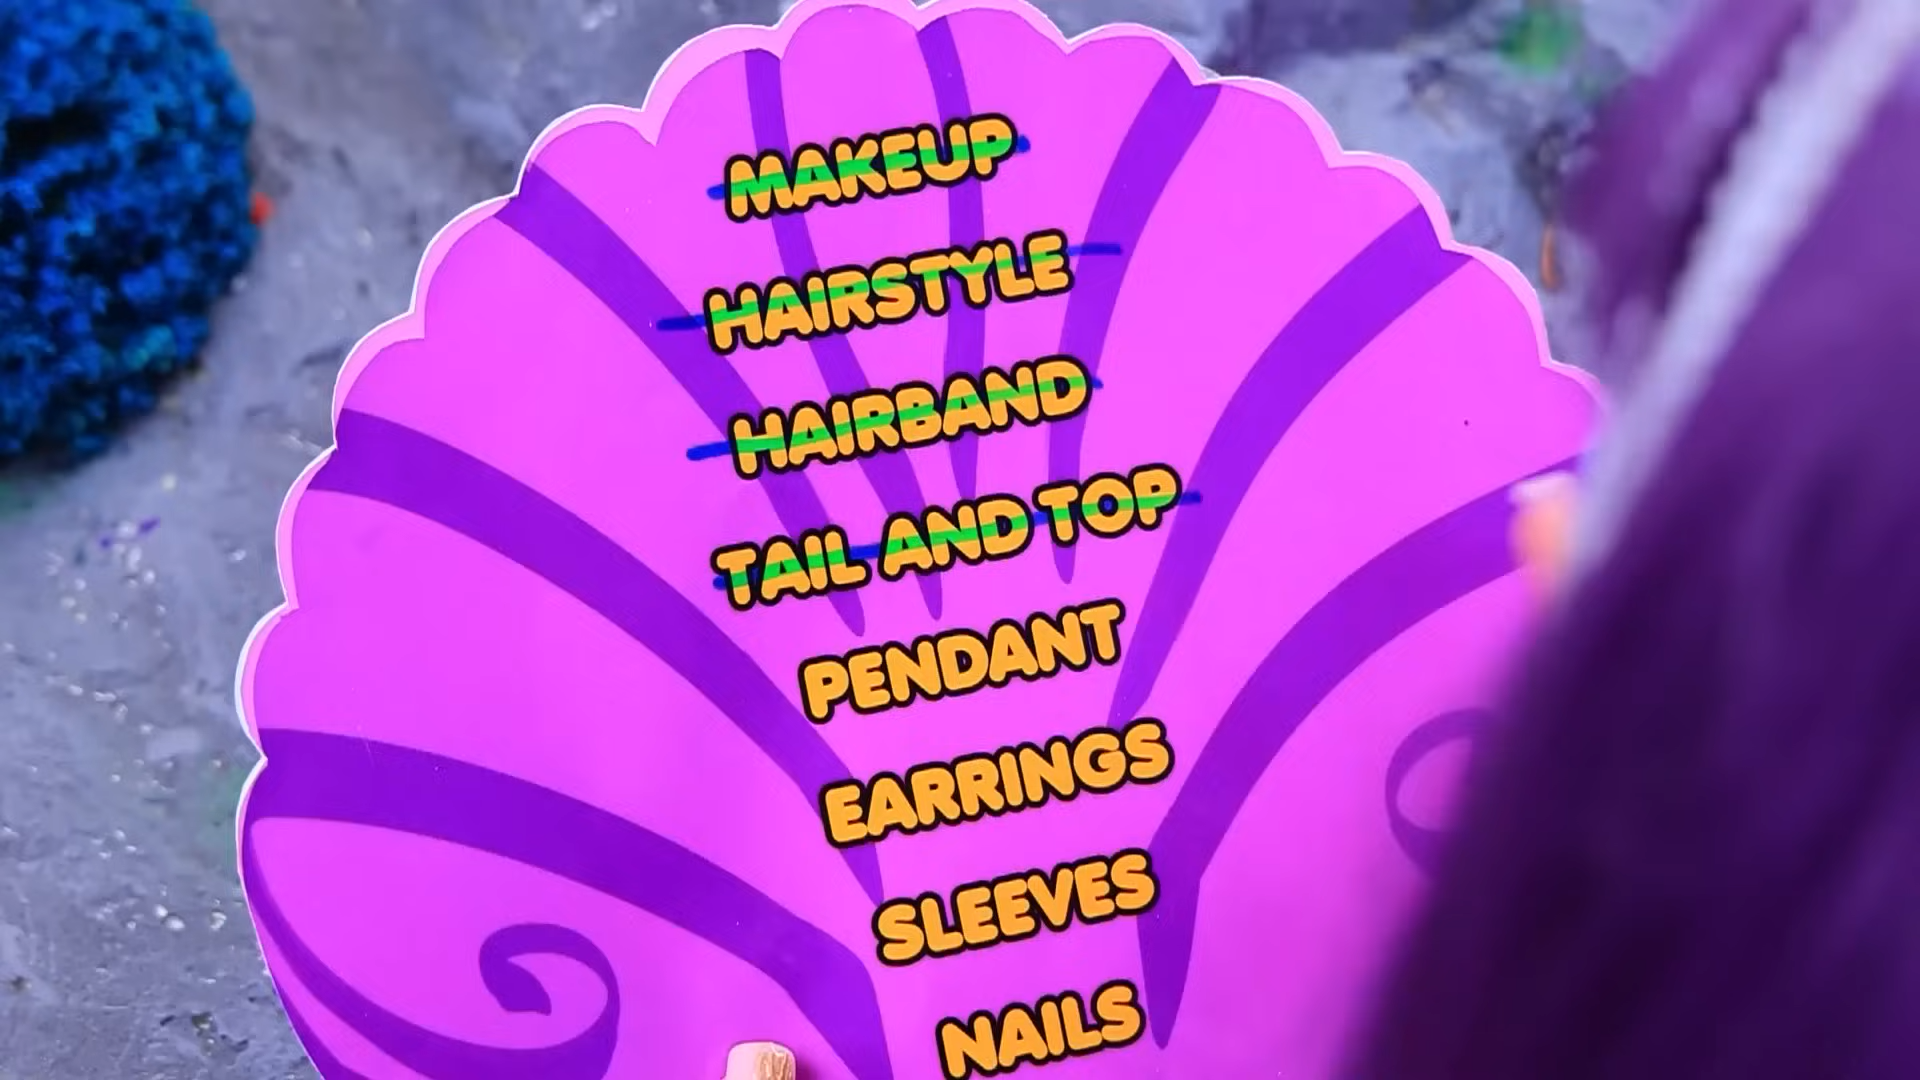 MAKEUP
HAIRSTYLE
HAIRBAND
TAIL AND TOP
PENDANT
EARRINGS
SLEEVES
NAILS